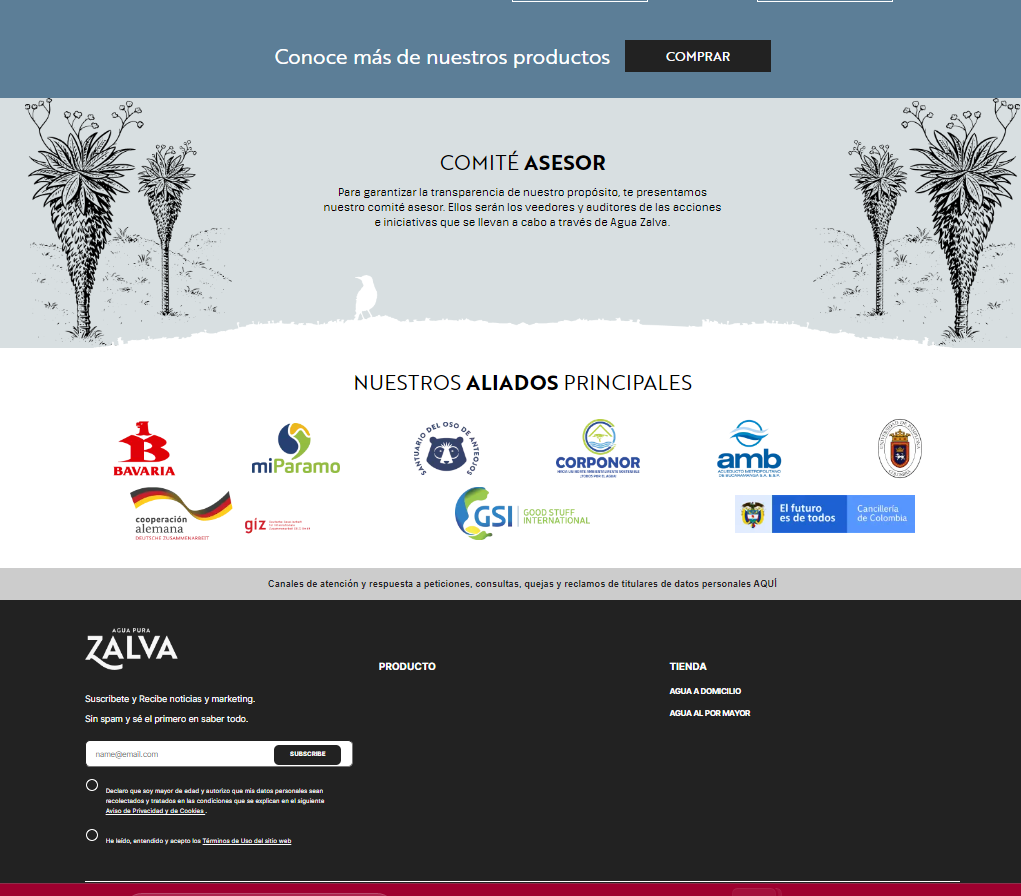 Conoce más de nuestros productos COMPRAR
COMITÉ ASESOR
Para garantizar la transparencia de nuestro propósito, te presentamos
nuestro comité asesor. Ellos serán los veedores y auditores de las acciones
e iniciativas que se llevan a cabo a través de Agua Zalva.
NUESTROS ALIADOS PRINCIPALES
BAVARIA
miPáramo
SANTUARIO DEL OSO DE ANTEOJOS
CORPONOR
amb
ACUEDUCTO METROPOLITANO
DE BUCARAMANGA S.A. E.S.P.
cooperación
alemana
DEUTSCHE ZUSAMMENARBEIT
giz
GSI GOOD STUFF
INTERNATIONAL
El futuro
es de todos
Cancillería
de Colombia
Canales de atención y respuesta a peticiones, consultas, quejas y reclamos de titulares de datos personales AQUÍ
AGUA PURA
ZALVA
Suscríbete y Recibe noticias y marketing.
Sin spam y sé el primero en saber todo.
name@email.com SUBSCRIBE
Declaro que soy mayor de edad y autorizo que mis datos personales sean
recolectados y tratados en las condiciones que se explican en el siguiente
Aviso de Privacidad y de Cookies .
He leído, entendido y acepto los Términos de Uso del sitio web
PRODUCTO
TIENDA
AGUA A DOMICILIO
AGUA AL POR MAYOR